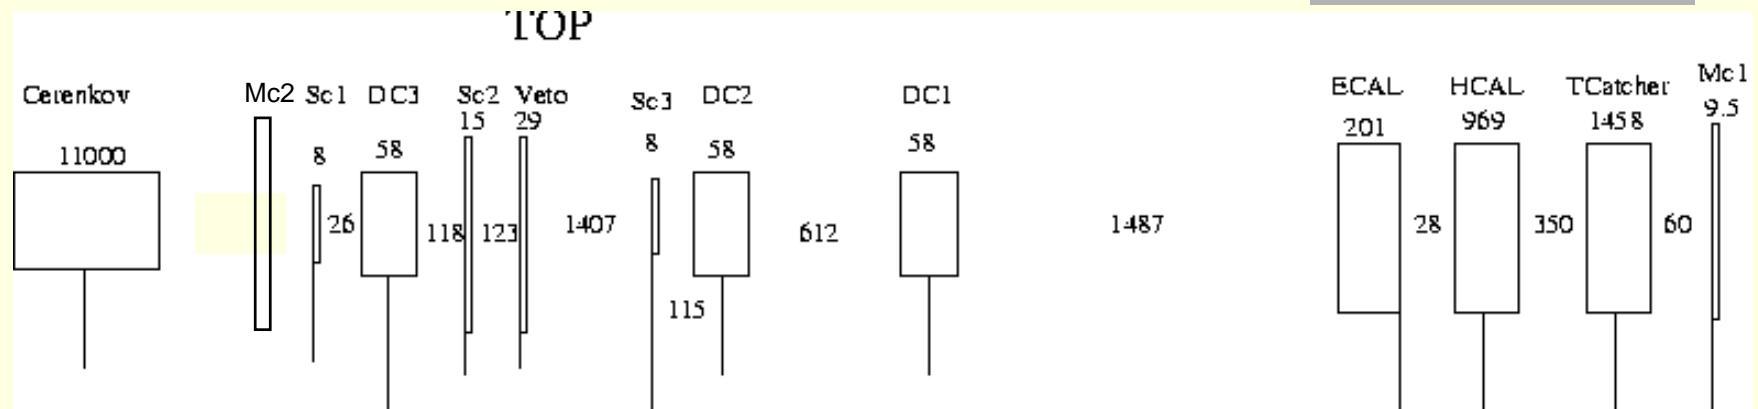 TOP
Cerenkov Mc2 Sc1 DC3 Sc2 Veto Sc3 DC2 DC1 ECAL HCAL TCatcher Mc1
11000 8 58 15 29 8 58 58 201 969 1458 9.5
26 118 123 1407 612 1487 28 350 60
115